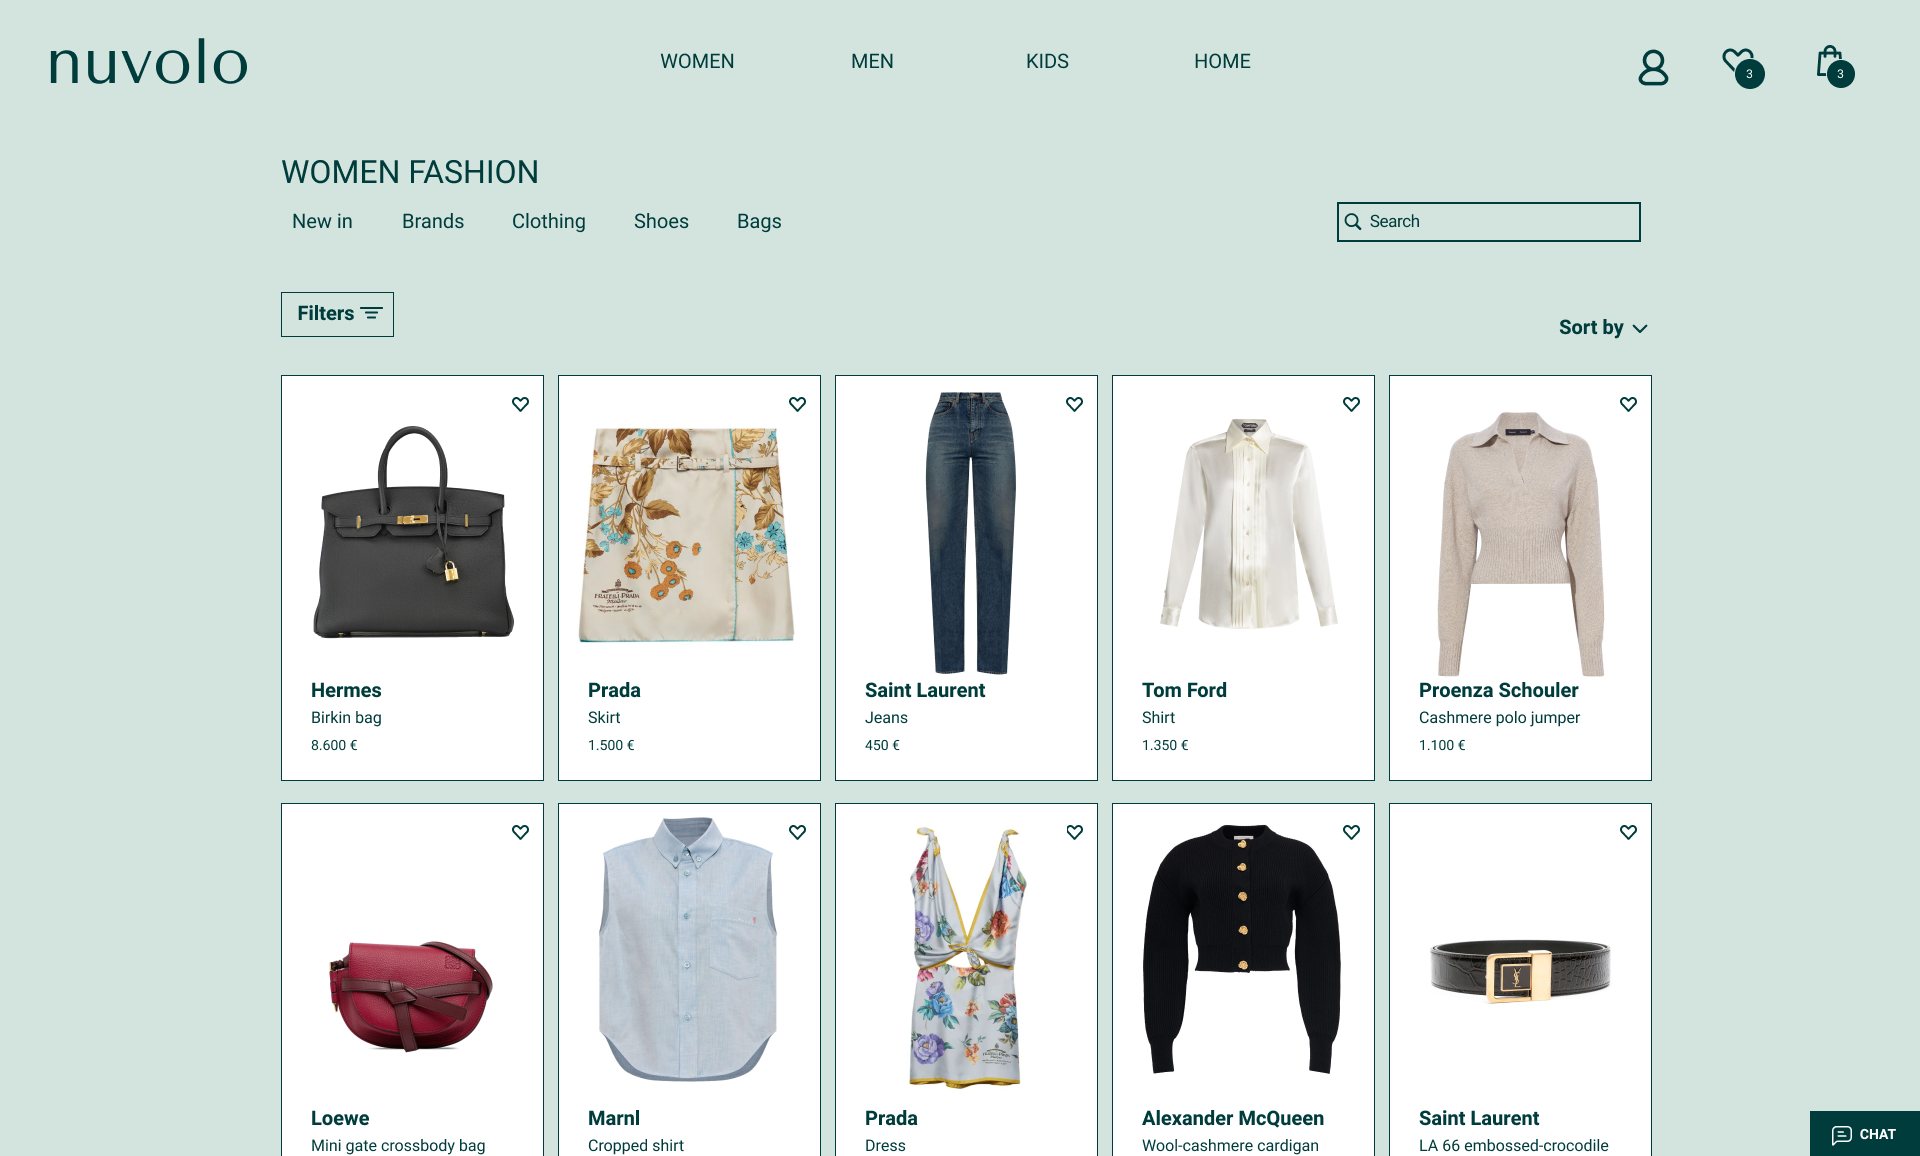 nuvolo
WOMEN
MEN
KIDS
HOME
3
3
WOMEN FASHION
New in
Brands
Clothing
Shoes
Bags
Search
Filters
Sort by
FRATELLI PRADA
Hermes
Birkin bag
8.600 €
Prada
Skirt
1.500 €
Saint Laurent
Jeans
450 €
Tom Ford
Shirt
1.350 €
Proenza Schouler
Cashmere polo jumper
1.100 €
Loewe
Mini gate crossbody bag
Marnl
Cropped shirt
Prada
Dress
Alexander McQueen
Wool-cashmere cardigan
Saint Laurent
LA 66 embossed-crocodile
CHAT